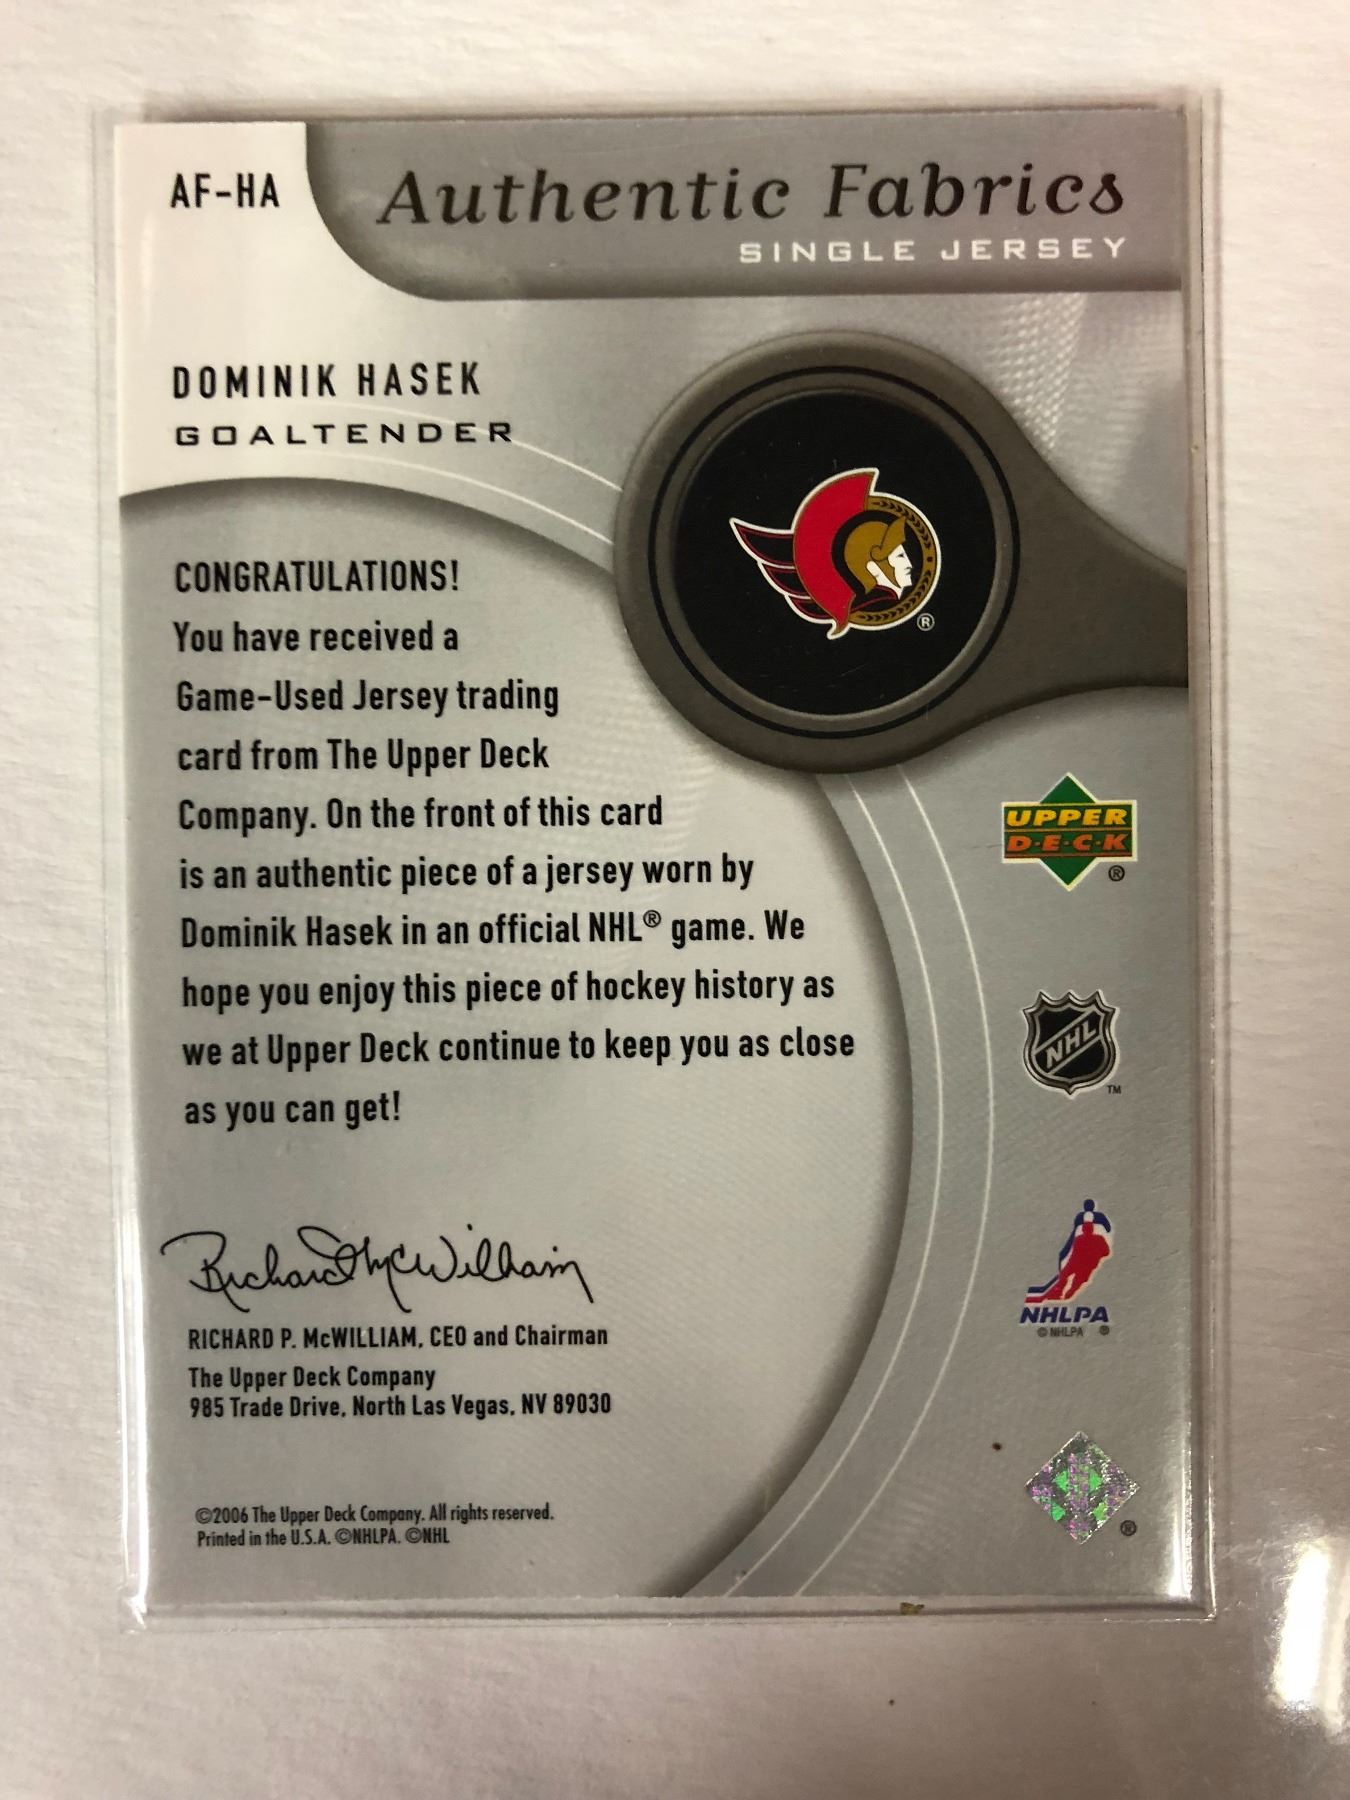 AF-HA
Authentic Fabrics
SINGLE JERSEY
DOMINIK HASEK
GOALTENDER
®
CONGRATULATIONS!
You have received a
Game-Used Jersey trading
card from The Upper Deck
Company. On the front of this card
is an authentic piece of a jersey worn by
Dominik Hasek in an official NHL® game. We
hope you enjoy this piece of hockey history as
we at Upper Deck continue to keep you as close
as you can get!
UPPER
D·E·C·K
®
NHL
TM
NHLPA
© NHLPA ®
Richard McWilliam
RICHARD P. McWILLIAM, CEO and Chairman
The Upper Deck Company
985 Trade Drive, North Las Vegas, NV 89030
©2006 The Upper Deck Company. All rights reserved.
Printed in the U.S.A. ©NHLPA. ©NHL
®